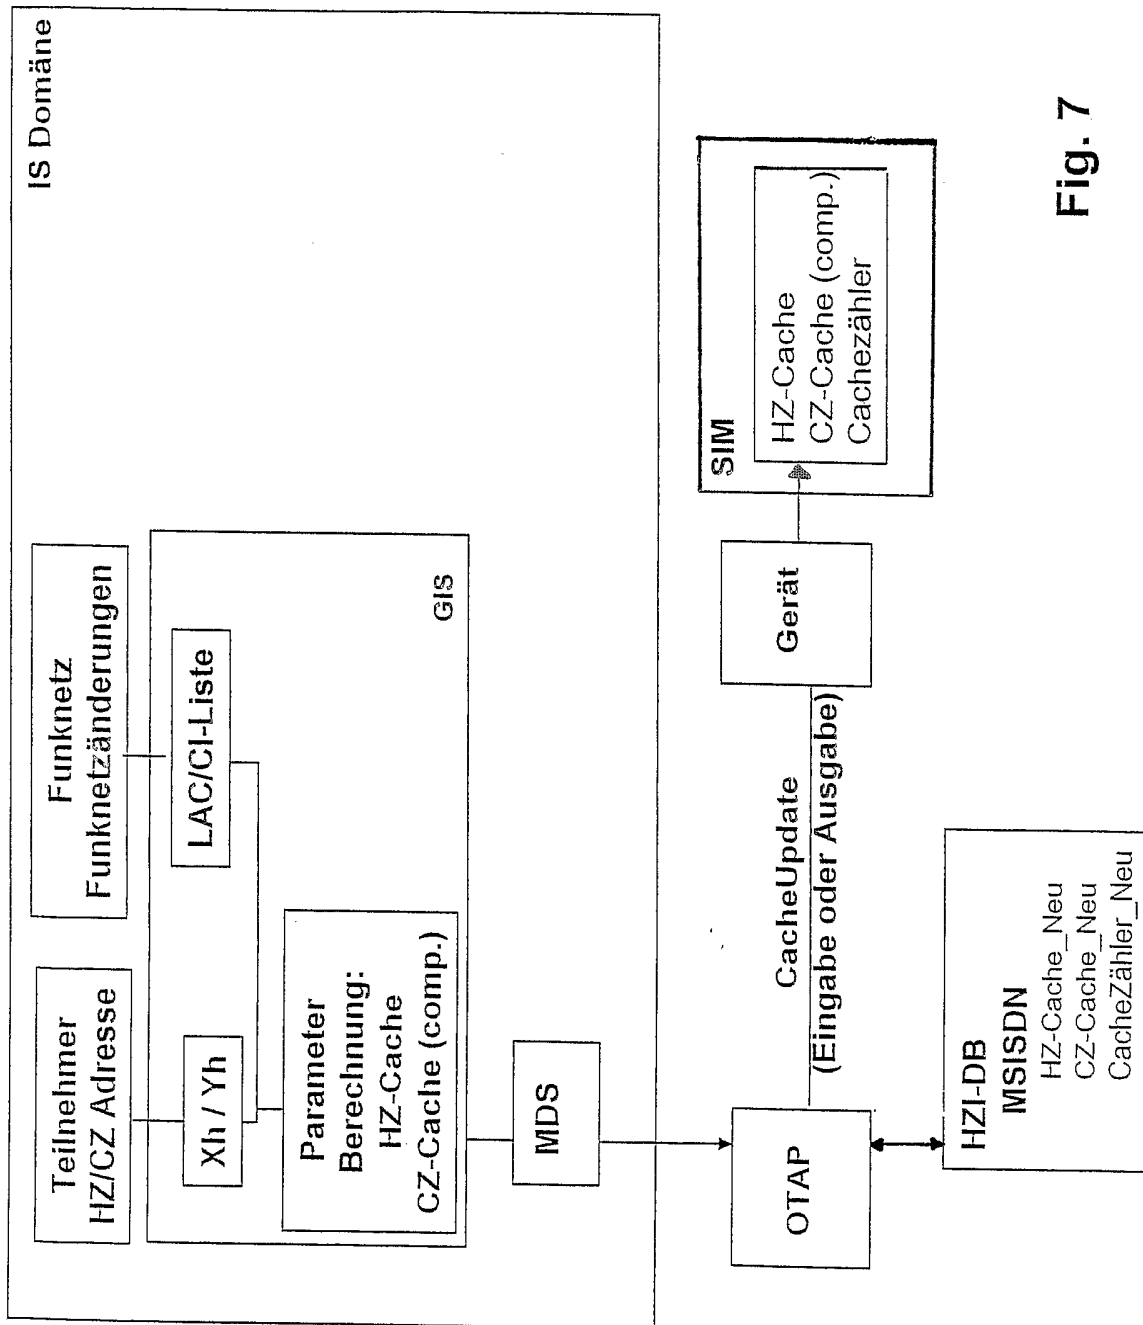 IS Domäne
Teilnehmer
HZ/CZ Adresse
Funknetz
Funknetzänderungen
Xh / Yh
LAC/CI-Liste
Parameter
Berechnung:
HZ-Cache
CZ-Cache (comp.)
GIS
MDS
OTAP
CacheUpdate
(Eingabe oder Ausgabe)
Gerät
SIM
HZ-Cache
CZ-Cache (comp.)
Cachezähler
HZI-DB
MSISDN
HZ-Cache_Neu
CZ-Cache_Neu
CacheZähler_Neu
Fig. 7